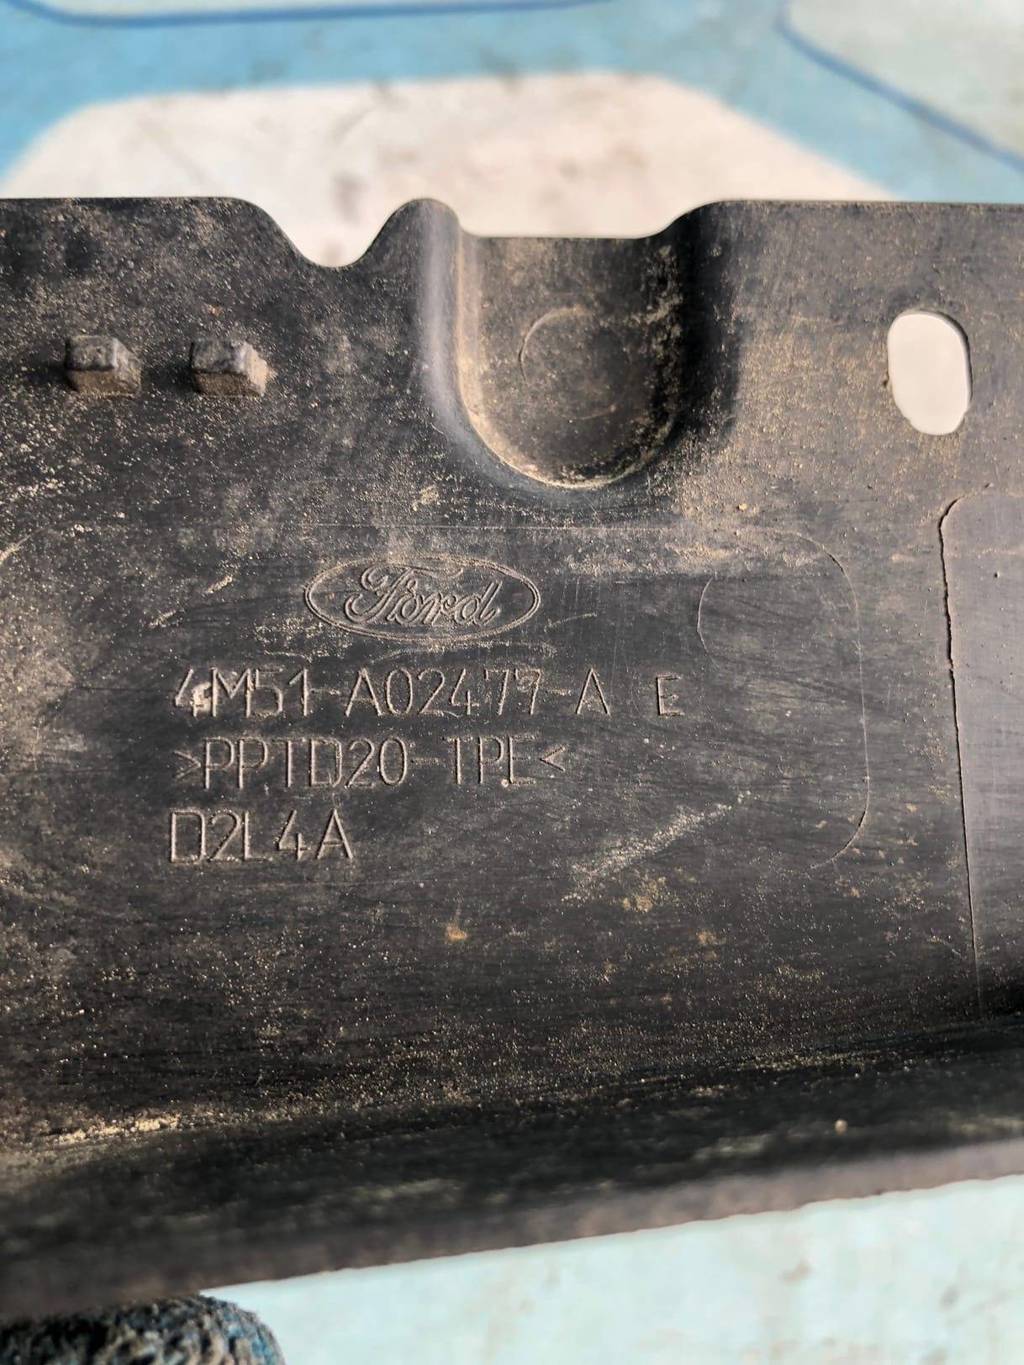 Ford
4M51-A02477-A E
>PPTD20-TPE<
D2L4A